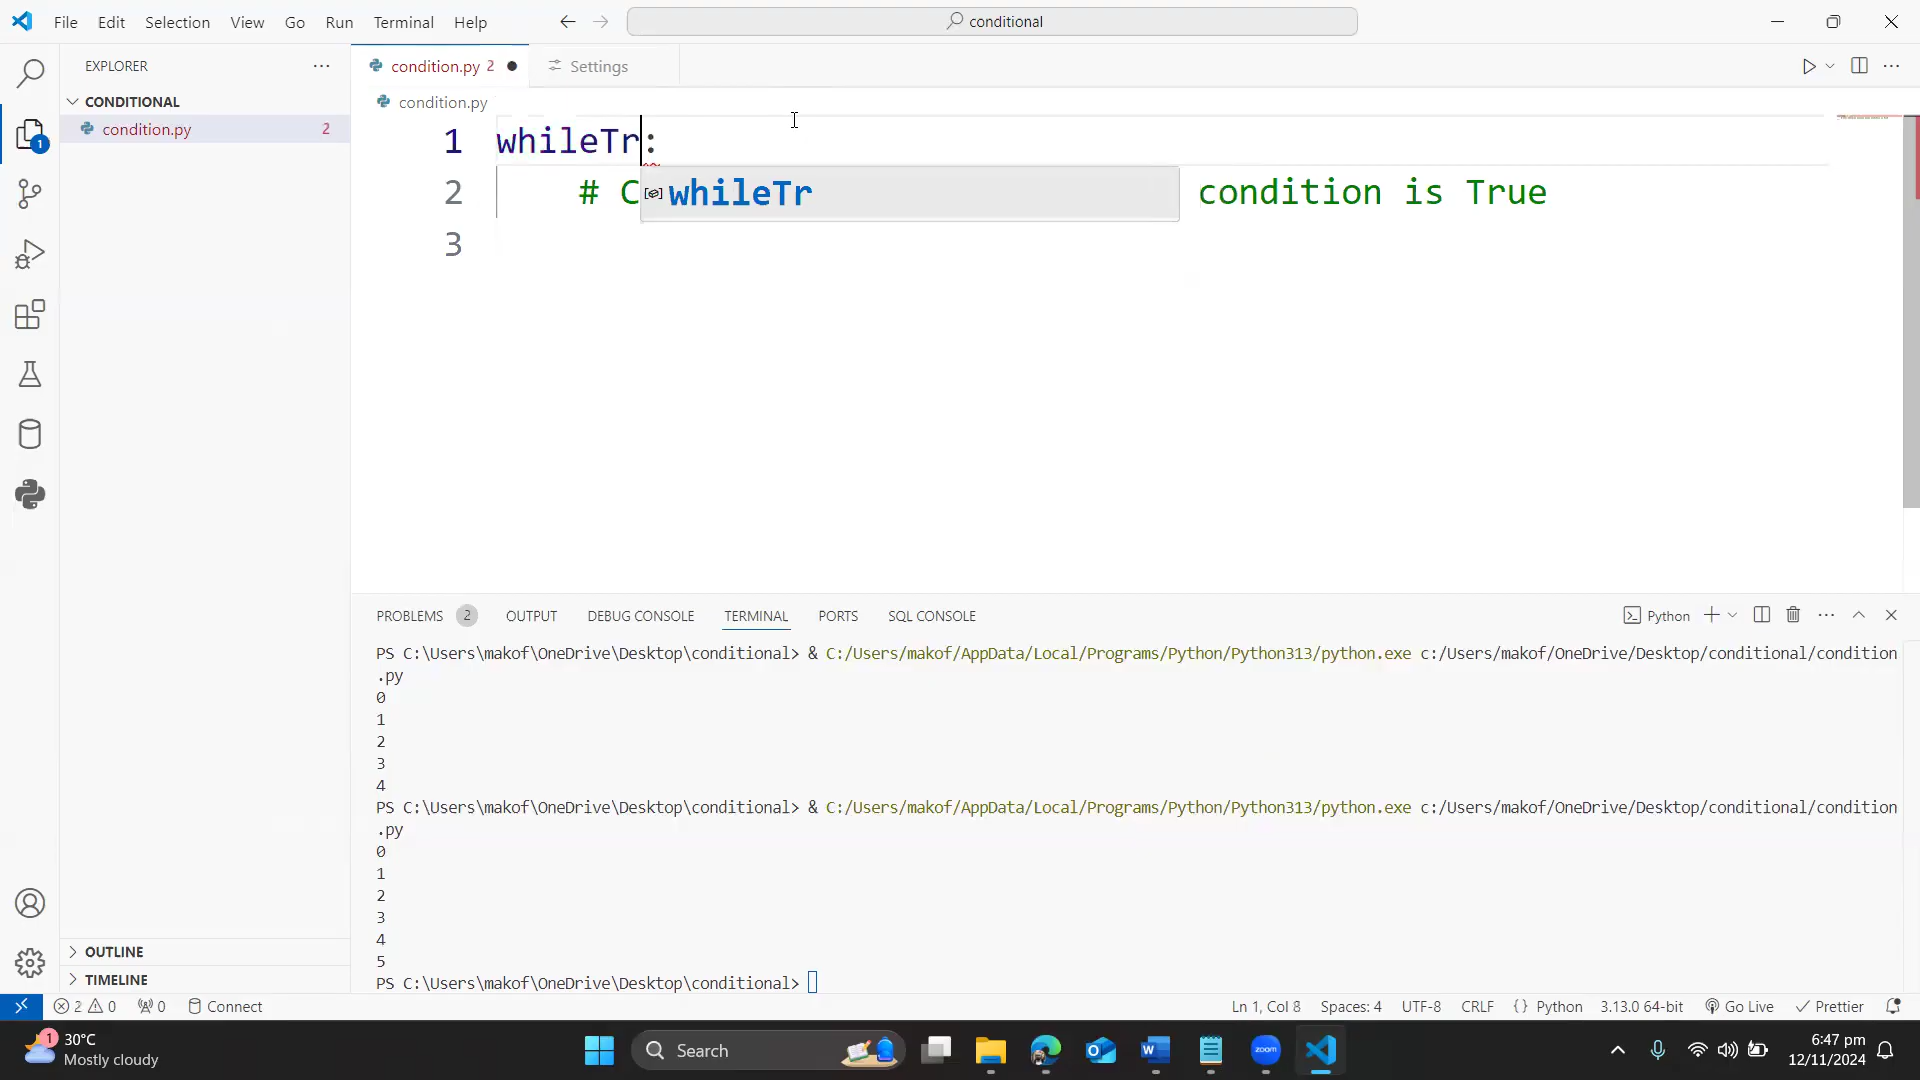 File Edit Selection View Go Run Terminal Help
conditional
EXPLORER
condition.py 2
Settings
CONDITIONAL
condition.py
condition.py 2
1
1 whileTr:
whileTr
2 # C condition is True
3
PROBLEMS 2 OUTPUT DEBUG CONSOLE TERMINAL PORTS SQL CONSOLE
Python
PS C:\Users\makof\OneDrive\Desktop\conditional> & C:/Users/makof/AppData/Local/Programs/Python/Python313/python.exe c:/Users/makof/OneDrive/Desktop/conditional/condition
.py
0
1
2
3
4
PS C:\Users\makof\OneDrive\Desktop\conditional> & C:/Users/makof/AppData/Local/Programs/Python/Python313/python.exe c:/Users/makof/OneDrive/Desktop/conditional/condition
.py
0
1
2
3
4
5
PS C:\Users\makof\OneDrive\Desktop\conditional>
OUTLINE
TIMELINE
2 0 0 Connect
Ln 1, Col 8 Spaces: 4 UTF-8 CRLF {} Python 3.13.0 64-bit Go Live Prettier
1
30°C
Mostly cloudy
Search
W
zoom
6:47 pm
12/11/2024